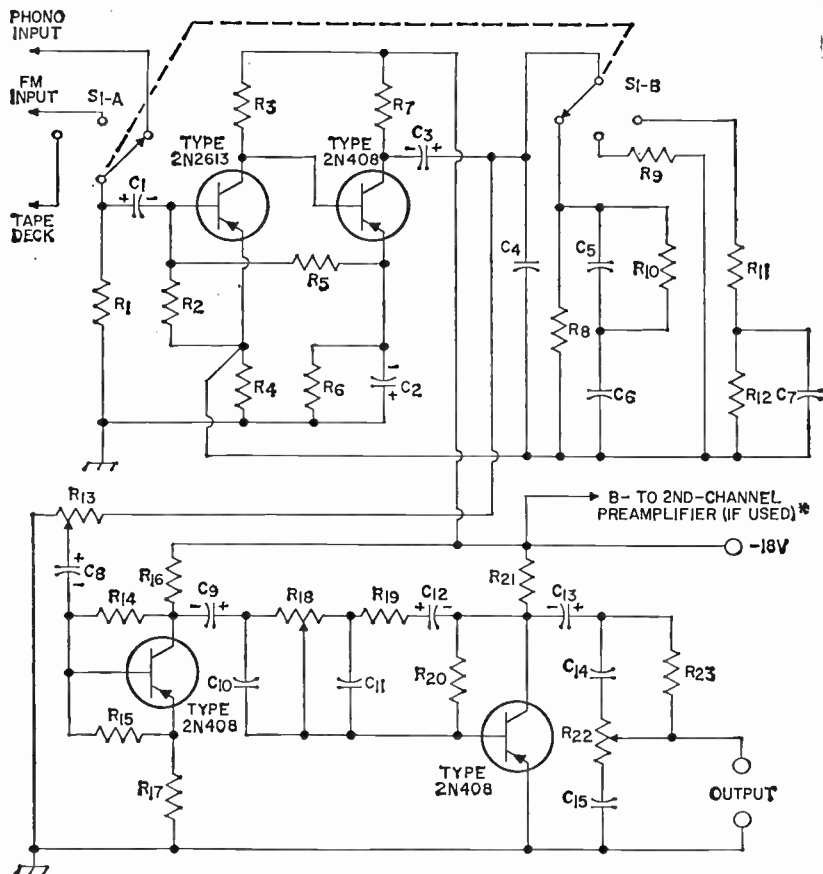 PHONO
INPUT
FM
INPUT
S1-A
TAPE
DECK
R3
R7
C3
TYPE
2N2613
TYPE
2N408
S1-B
R9
C1
R5
C4
C5
R10
R11
R1
R2
R8
R4
R6
C2
C6
R12
C7
R13
B- TO 2ND-CHANNEL
PREAMPLIFIER (IF USED)*
-18V
C8
R16
C9
R18
R19
C12
R21
C13
R14
C10
C11
R20
C14
R23
R15
TYPE
2N408
R22
R17
TYPE
2N408
C15
OUTPUT